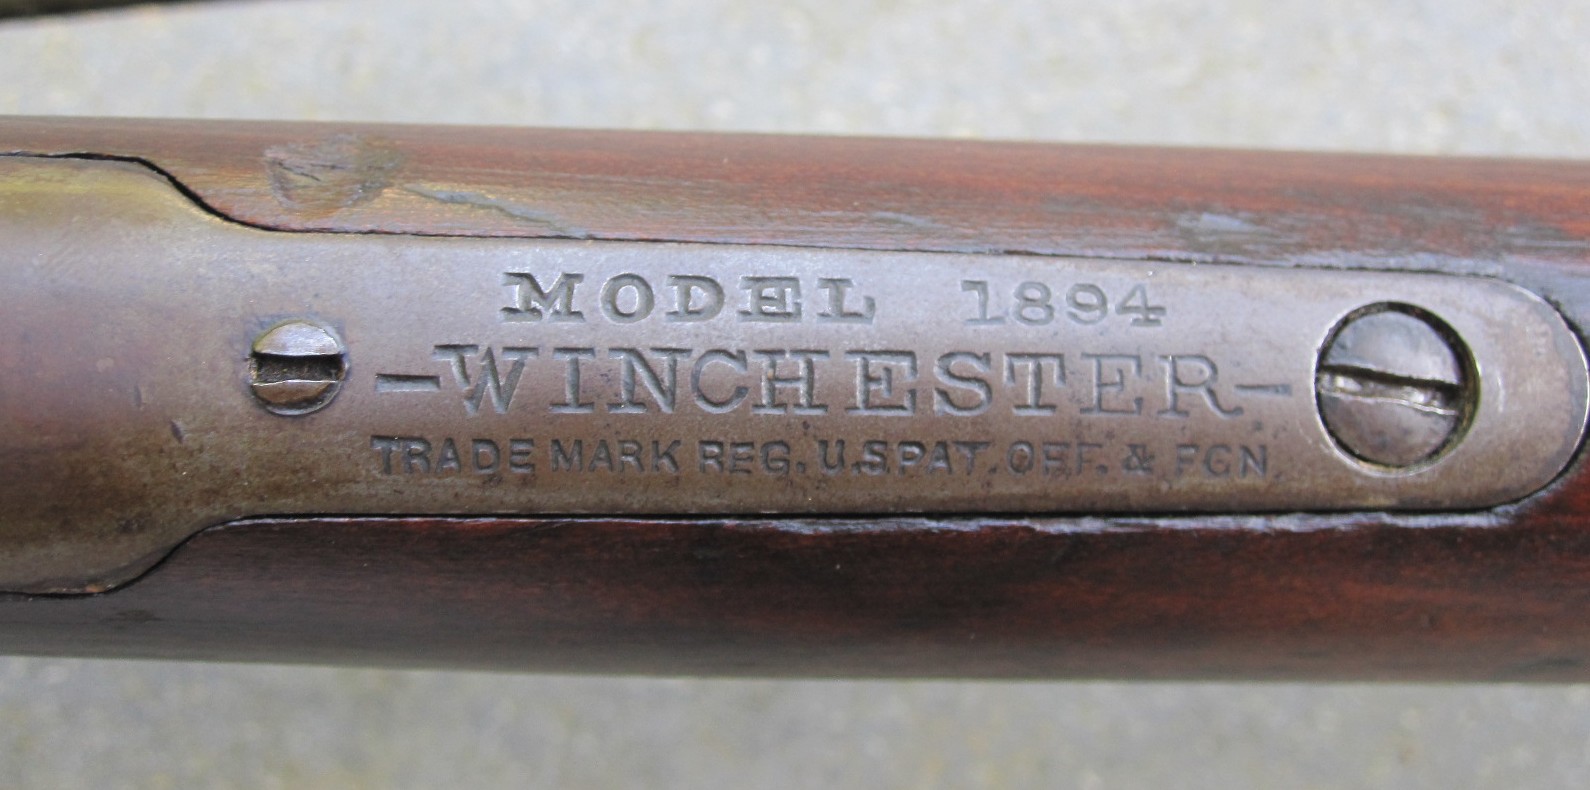 MODEL 1894
-WINCHESTER-
TRADE MARK REG. U.S.PAT. OFF. & FGN.